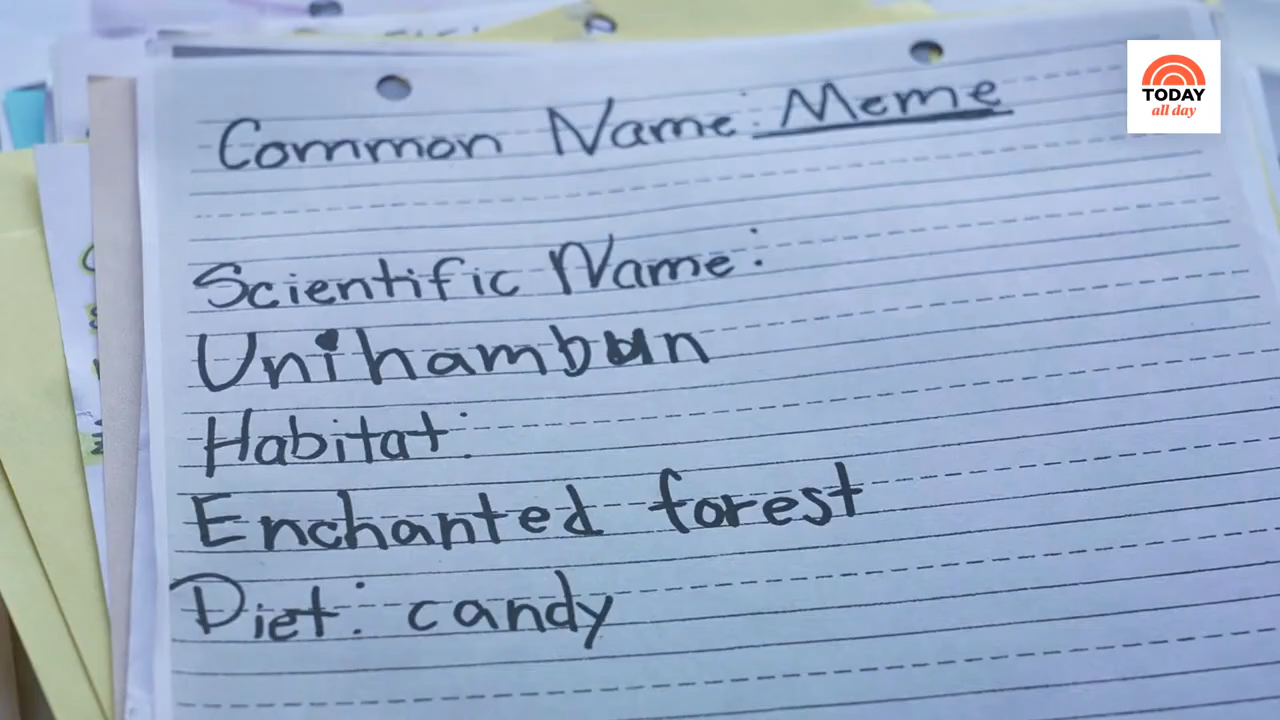 Common Name: Meme
Scientific Name:
Unihambun
Habitat:
Enchanted forest
Diet: candy
TODAY
all day